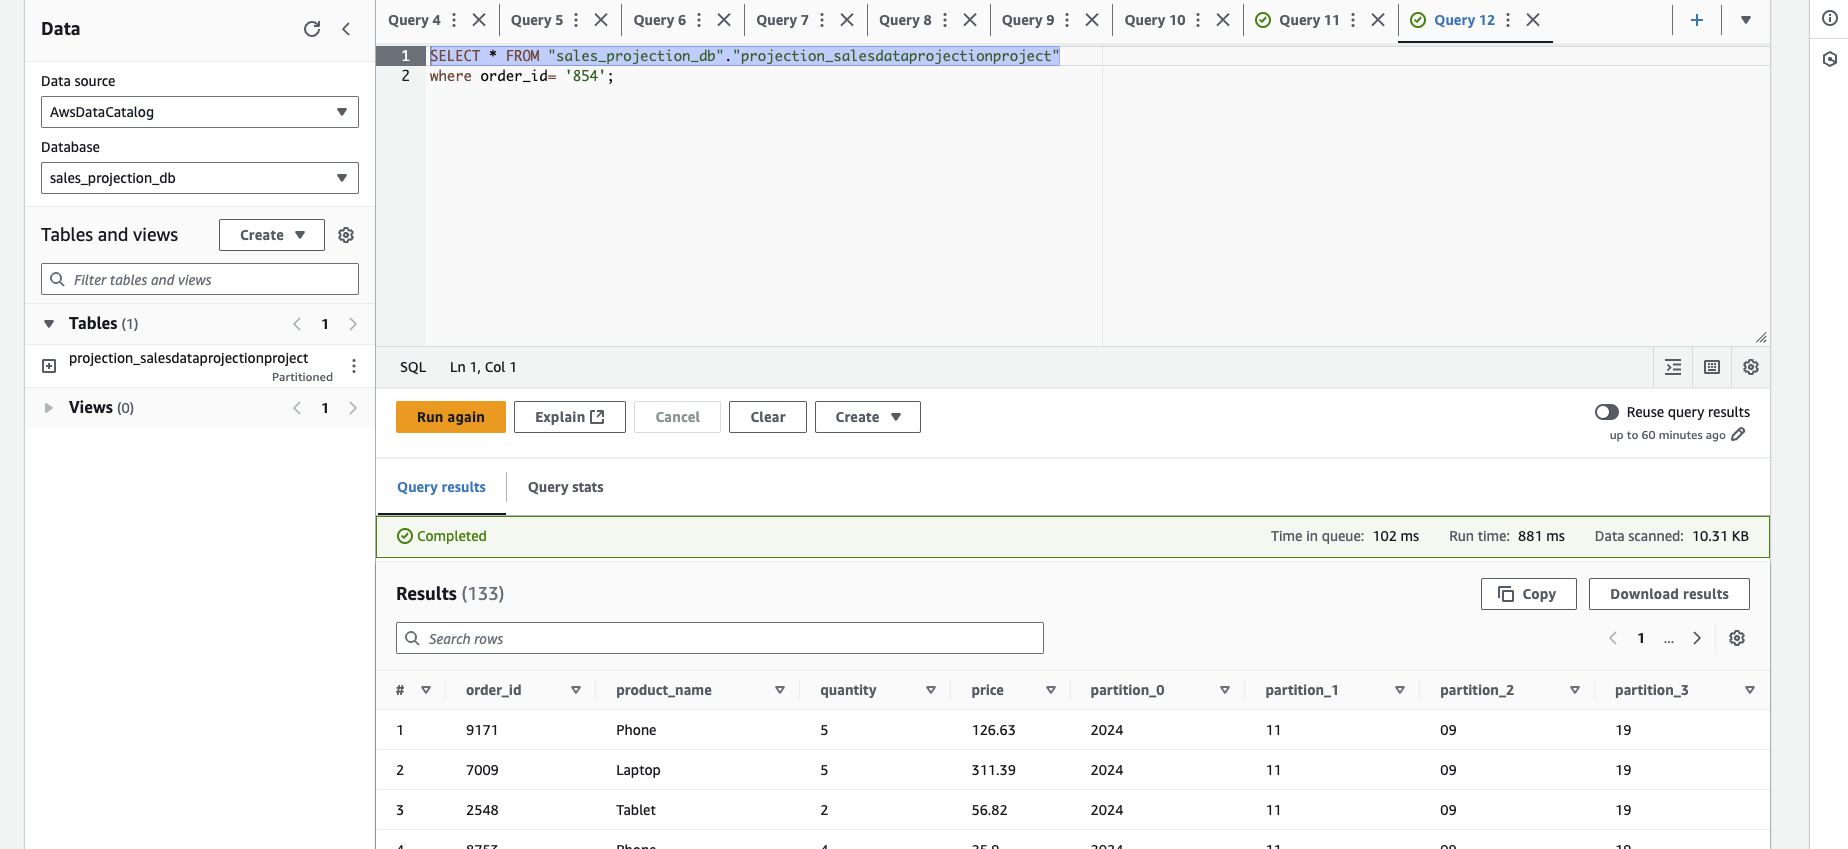 Data
Data source
AwsDataCatalog
Database
sales_projection_db
Tables and views
Create
Filter tables and views
Tables (1)
1
projection_salesdataprojectionproject
Partitioned
Views (0)
1
Query 4
Query 5
Query 6
Query 7
Query 8
Query 9
Query 10
Query 11
Query 12
1 SELECT * FROM "sales_projection_db"."projection_salesdataprojectionproject"
2 where order_id= '854';
SQL Ln 1, Col 1
Run again
Explain
Cancel
Clear
Create
Reuse query results
up to 60 minutes ago
Query results
Query stats
Completed
Time in queue: 102 ms
Run time: 881 ms
Data scanned: 10.31 KB
Results (133)
Copy
Download results
Search rows
1 ...
# order_id product_name quantity price partition_0 partition_1 partition_2 partition_3
1 9171 Phone 5 126.63 2024 11 09 19
2 7009 Laptop 5 311.39 2024 11 09 19
3 2548 Tablet 2 56.82 2024 11 09 19
4 8753 Phone 4 2024 11 09 19